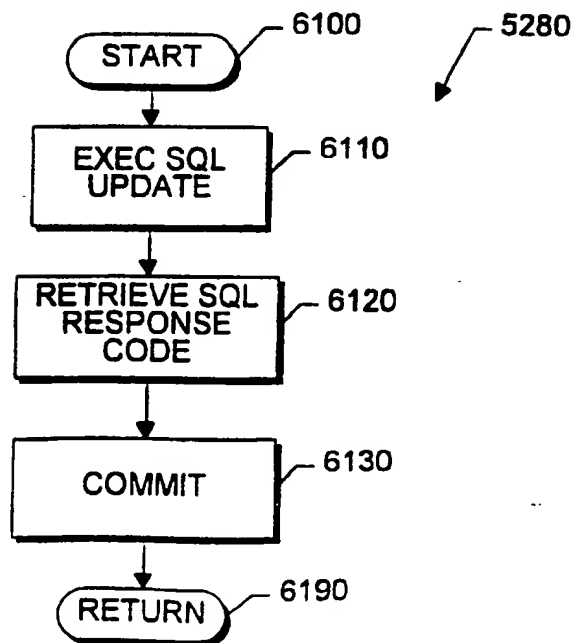 START
6100
5280
EXEC SQL
UPDATE
6110
RETRIEVE SQL
RESPONSE
CODE
6120
COMMIT
6130
RETURN
6190